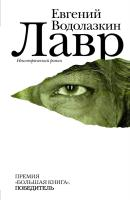 Евгений
Водолазкин
Лавр
Неисторический роман
ПРЕМИЯ
«БОЛЬШАЯ КНИГА».
ПОБЕДИТЕЛЬ